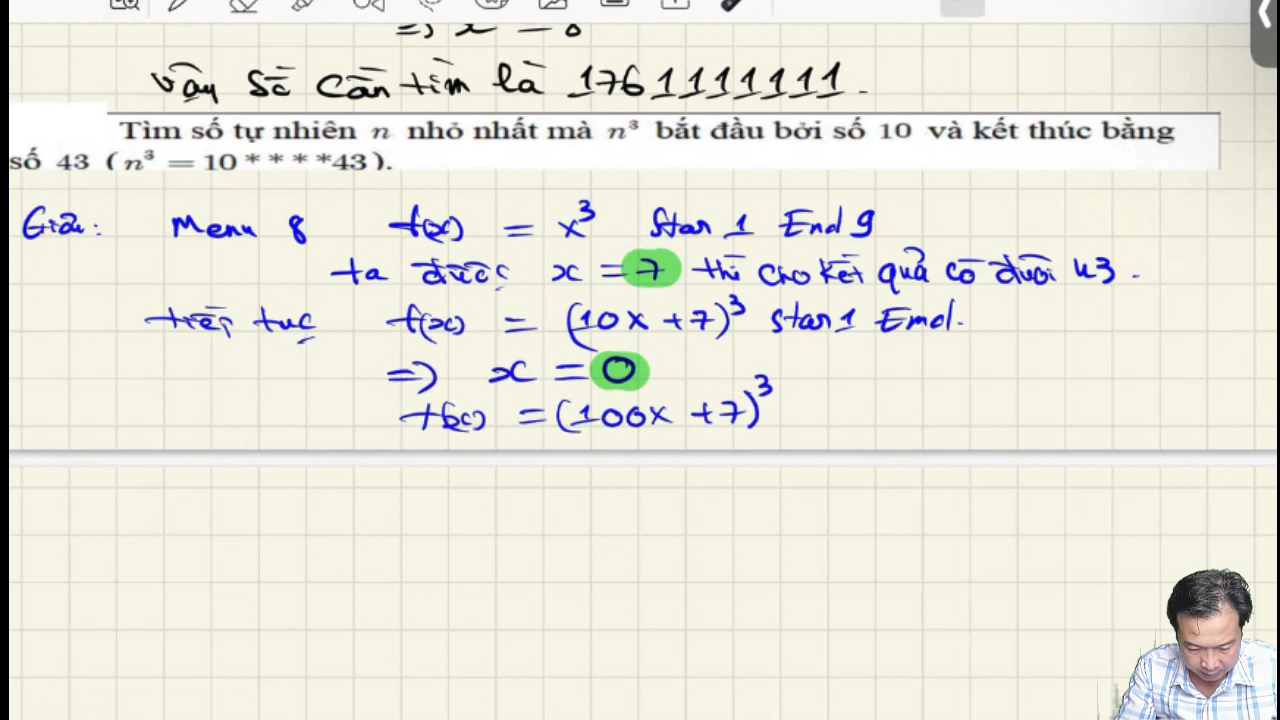 => x = 0
Vậy số cần tìm là 1761111111.
Tìm số tự nhiên n nhỏ nhất mà n³ bắt đầu bởi số 10 và kết thúc bằng
số 43 ( n³ = 10 * * * *43 ).
Giải: Menu 8 f(x) = x³ Star 1 End 9
ta được x = 7 thì cho kết quả có đuôi 43.
tiếp tục f(x) = (10x +7)³ star 1 End.
=> x = 0
f(x) = (100x +7)³